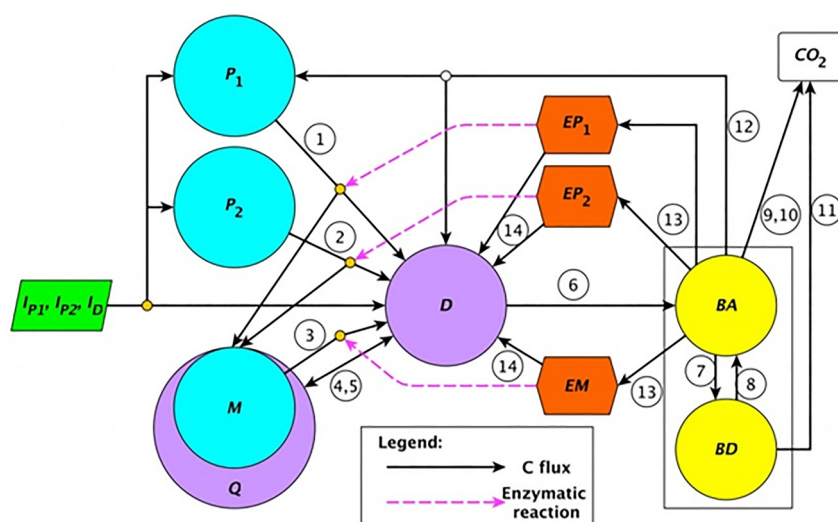 CO2
P1
1
EP1
12
P2
2
EP2
13
9,10
11
14
IP1, IP2, ID
D
6
BA
3
4,5
14
EM
13
7
8
M
Q
BD
Legend:
C flux
Enzymatic
reaction